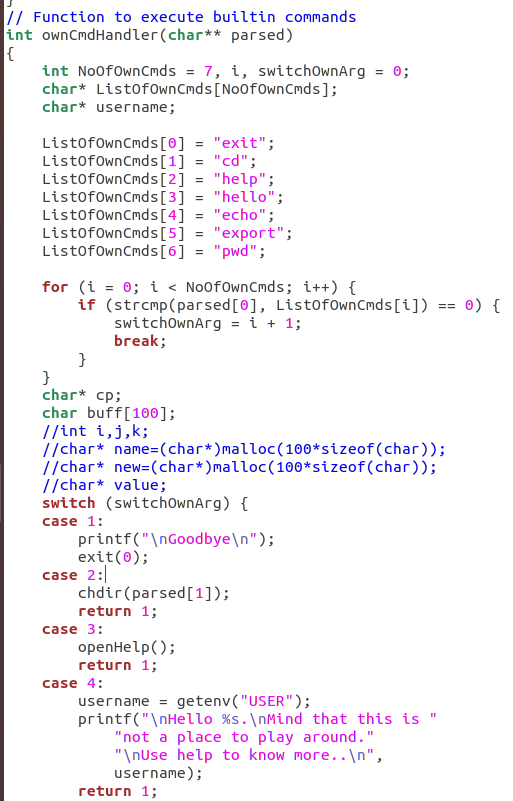 }
// Function to execute builtin commands
int ownCmdHandler(char** parsed)
{
    int NoOfOwnCmds = 7, i, switchOwnArg = 0;
    char* ListOfOwnCmds[NoOfOwnCmds];
    char* username;

    ListOfOwnCmds[0] = "exit";
    ListOfOwnCmds[1] = "cd";
    ListOfOwnCmds[2] = "help";
    ListOfOwnCmds[3] = "hello";
    ListOfOwnCmds[4] = "echo";
    ListOfOwnCmds[5] = "export";
    ListOfOwnCmds[6] = "pwd";

    for (i = 0; i < NoOfOwnCmds; i++) {
        if (strcmp(parsed[0], ListOfOwnCmds[i]) == 0) {
            switchOwnArg = i + 1;
            break;
        }
    }
    char* cp;
    char buff[100];
    //int i,j,k;
    //char* name=(char*)malloc(100*sizeof(char));
    //char* new=(char*)malloc(100*sizeof(char));
    //char* value;
    switch (switchOwnArg) {
    case 1:
        printf("\nGoodbye\n");
        exit(0);
    case 2:
        chdir(parsed[1]);
        return 1;
    case 3:
        openHelp();
        return 1;
    case 4:
        username = getenv("USER");
        printf("\nHello %s.\nMind that this is "
            "not a place to play around."
            "\nUse help to know more..\n",
            username);
        return 1;